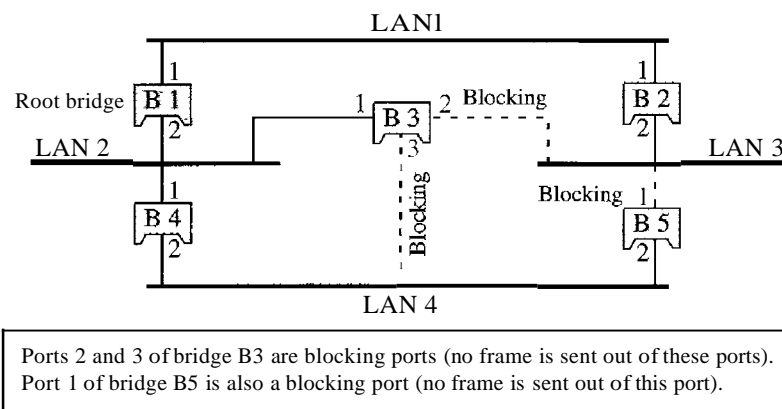 LAN1
1
1
Root bridge
B 1
1
B 3
2
Blocking
B 2
2
3
2
LAN 2
LAN 3
1
Blocking
Blocking
1
B 4
B 5
2
2
LAN 4
Ports 2 and 3 of bridge B3 are blocking ports (no frame is sent out of these ports).
Port 1 of bridge B5 is also a blocking port (no frame is sent out of this port).